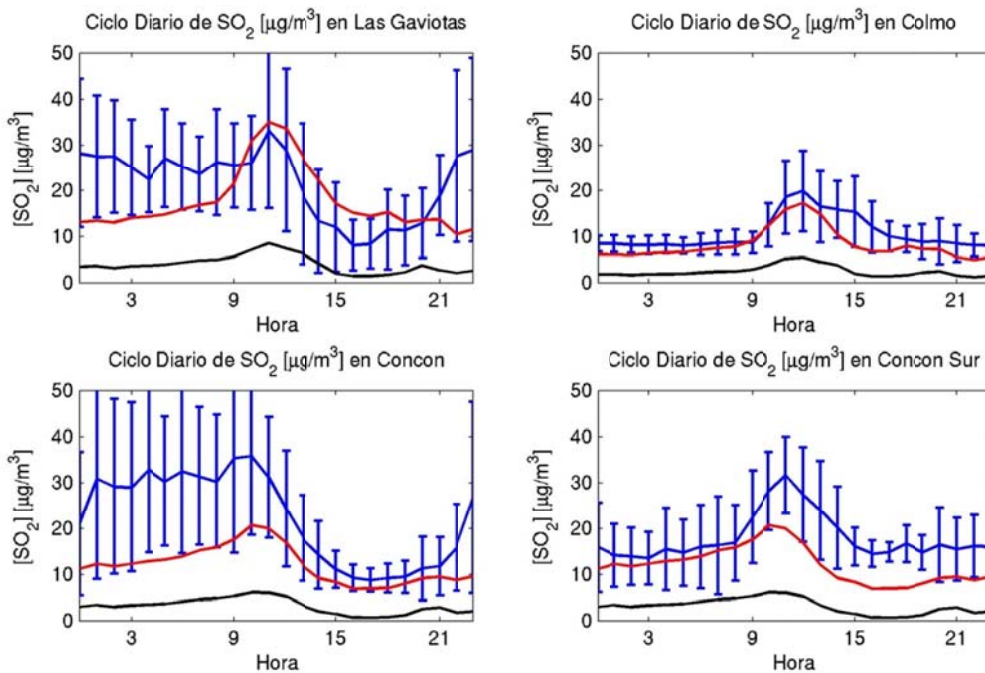 Ciclo Diario de SO2 [µg/m3] en Las Gaviotas
50
40
30
20
10
0
[SO2] [µg/m3]
3 9 15 21
Hora
Ciclo Diario de SO2 [µg/m3] en Colmo
50
40
30
20
10
0
[SO2] [µg/m3]
3 9 15 21
Hora
Ciclo Diario de SO2 [µg/m3] en Concon
50
40
30
20
10
0
[SO2] [µg/m3]
3 9 15 21
Hora
Ciclo Diario de SO2 [µg/m3] en Concon Sur
50
40
30
20
10
0
[SO2] [µg/m3]
3 9 15 21
Hora